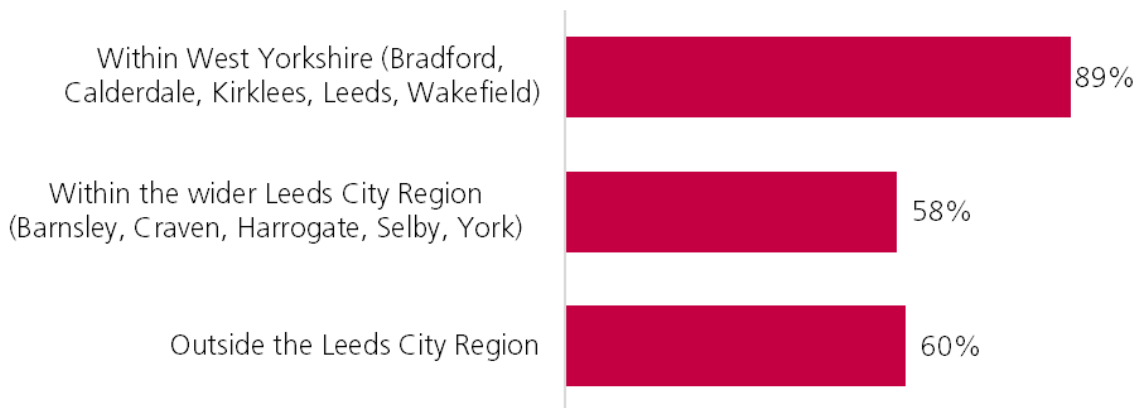 Within West Yorkshire (Bradford,
Calderdale, Kirklees, Leeds, Wakefield)
89%
Within the wider Leeds City Region
(Barnsley, Craven, Harrogate, Selby, York)
58%
Outside the Leeds City Region
60%